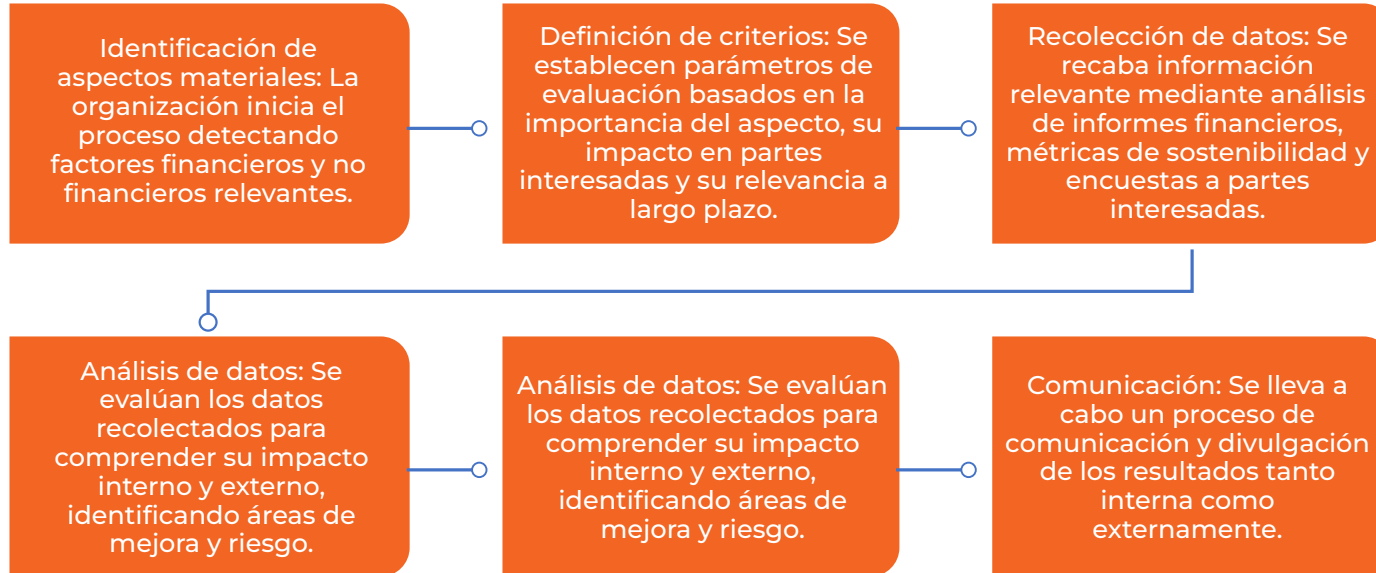 Identificación de
aspectos materiales: La
organización inicia el
proceso detectando
factores financieros y no
financieros relevantes.
Definición de criterios: Se
establecen parámetros de
evaluación basados en la
importancia del aspecto, su
impacto en partes
interesadas y su relevancia a
largo plazo.
Recolección de datos: Se
recaba información
relevante mediante análisis
de informes financieros,
métricas de sostenibilidad y
encuestas a partes
interesadas.
Análisis de datos: Se
evalúan los datos
recolectados para
comprender su impacto
interno y externo,
identificando áreas de
mejora y riesgo.
Análisis de datos: Se evalúan
los datos recolectados para
comprender su impacto
interno y externo,
identificando áreas de
mejora y riesgo.
Comunicación: Se lleva a
cabo un proceso de
comunicación y divulgación
de los resultados tanto
interna como
externamente.